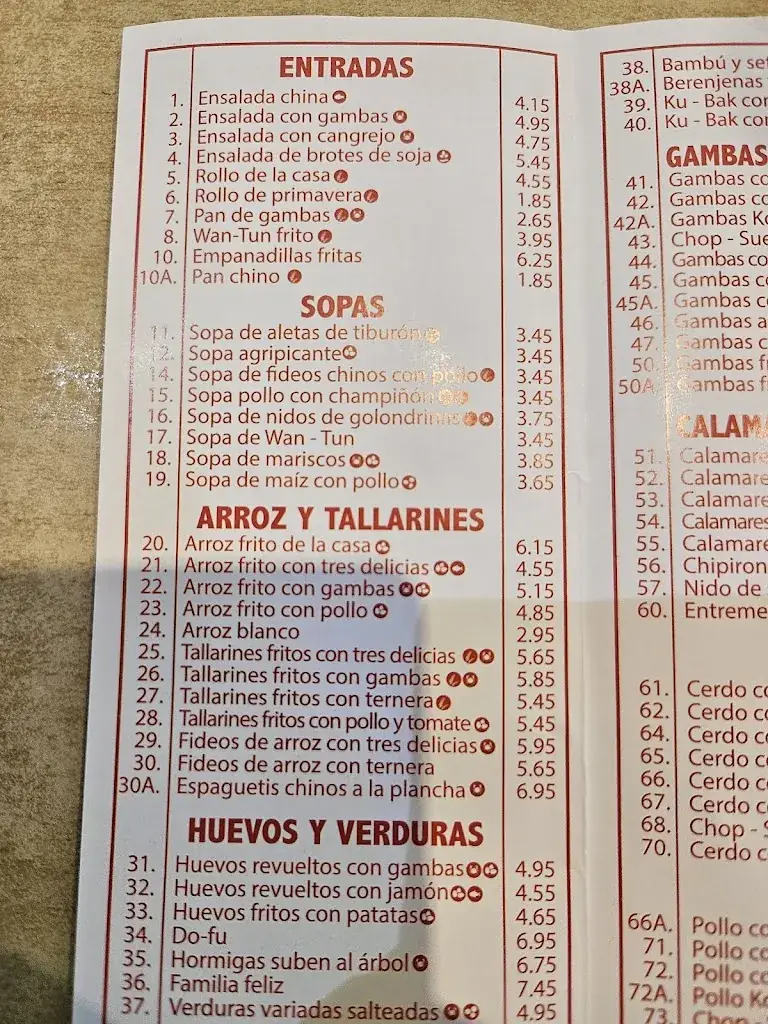 ENTRADAS
1. Ensalada china 4.15
2. Ensalada con gambas 4.95
3. Ensalada con cangrejo 4.75
4. Ensalada de brotes de soja 5.45
5. Rollo de la casa 4.55
6. Rollo de primavera 1.85
7. Pan de gambas 2.65
8. Wan-Tun frito 3.95
10. Empanadillas fritas 6.25
10A. Pan chino 1.85
SOPAS
11. Sopa de aletas de tiburón 3.45
12. Sopa agripicante 3.45
14. Sopa de fideos chinos con pollo 3.45
15. Sopa pollo con champiñón 3.45
16. Sopa de nidos de golondrinas 3.75
17. Sopa de Wan - Tun 3.45
18. Sopa de mariscos 3.85
19. Sopa de maíz con pollo 3.65
ARROZ Y TALLARINES
20. Arroz frito de la casa 6.15
21. Arroz frito con tres delicias 4.55
22. Arroz frito con gambas 5.15
23. Arroz frito con pollo 4.85
24. Arroz blanco 2.95
25. Tallarines fritos con tres delicias 5.65
26. Tallarines fritos con gambas 5.85
27. Tallarines fritos con ternera 5.45
28. Tallarines fritos con pollo y tomate 5.45
29. Fideos de arroz con tres delicias 5.95
30. Fideos de arroz con ternera 5.65
30A. Espaguetis chinos a la plancha 6.95
HUEVOS Y VERDURAS
31. Huevos revueltos con gambas 4.95
32. Huevos revueltos con jamón 4.55
33. Huevos fritos con patatas 4.65
34. Do-fu 6.95
35. Hormigas suben al árbol 6.75
36. Familia feliz 7.45
37. Verduras variadas salteadas 4.95
38. Bambú y set
38A. Berenjenas
39. Ku - Bak con
40. Ku - Bak con
GAMBAS
41. Gambas co
42. Gambas co
42A. Gambas Ko
43. Chop - Sue
44. Gambas co
45. Gambas co
45A. Gambas co
46. Gambas a
47. Gambas c
50. Gambas fr
50A. Gambas fr
CALAMA
51. Calamare
52. Calamare
53. Calamare
54. Calamares
55. Calamare
56. Chipiron
57. Nido de
60. Entreme
61. Cerdo co
62. Cerdo co
64. Cerdo co
65. Cerdo co
66. Cerdo co
67. Cerdo co
68. Chop - S
70. Cerdo c
66A. Pollo co
71. Pollo co
72. Pollo co
72A. Pollo Ko
73. Chop